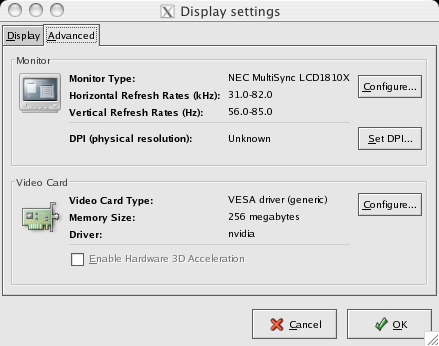 Display settings
Display Advanced
Monitor
Monitor Type: NEC MultiSync LCD1810X
Configure...
Horizontal Refresh Rates (kHz): 31.0-82.0
Vertical Refresh Rates (Hz): 56.0-85.0
DPI (physical resolution): Unknown Set DPI...
Video Card
Video Card Type: VESA driver (generic) Configure...
Memory Size: 256 megabytes
Driver: nvidia
Enable Hardware 3D Acceleration
Cancel OK